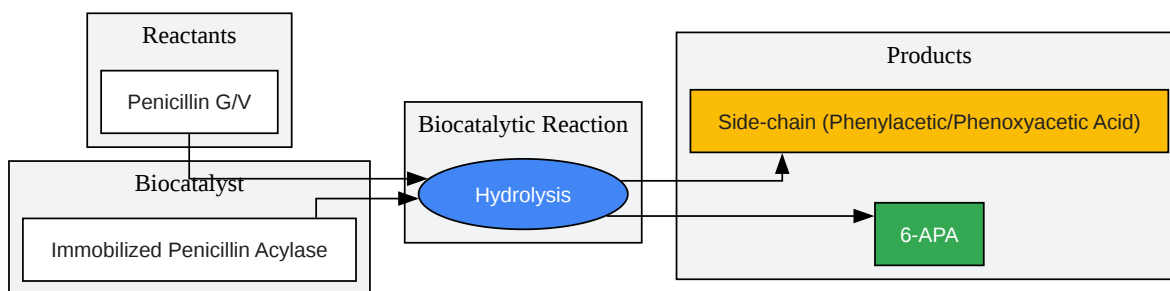 Reactants
Penicillin G/V
Biocatalyst
Immobilized Penicillin Acylase
Biocatalytic Reaction
Hydrolysis
Products
Side-chain (Phenylacetic/Phenoxyacetic Acid)
6-APA